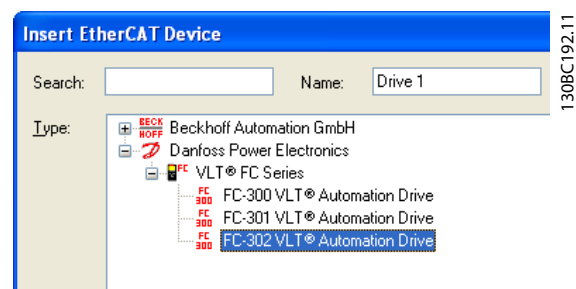 Insert EtherCAT Device
Search: Name: Drive 1
Type:
BECK HOFF Beckhoff Automation GmbH
Danfoss Power Electronics
FC VLT® FC Series
FC 300 FC-300 VLT® Automation Drive
FC 300 FC-301 VLT® Automation Drive
FC 300 FC-302 VLT® Automation Drive
130BC192.11